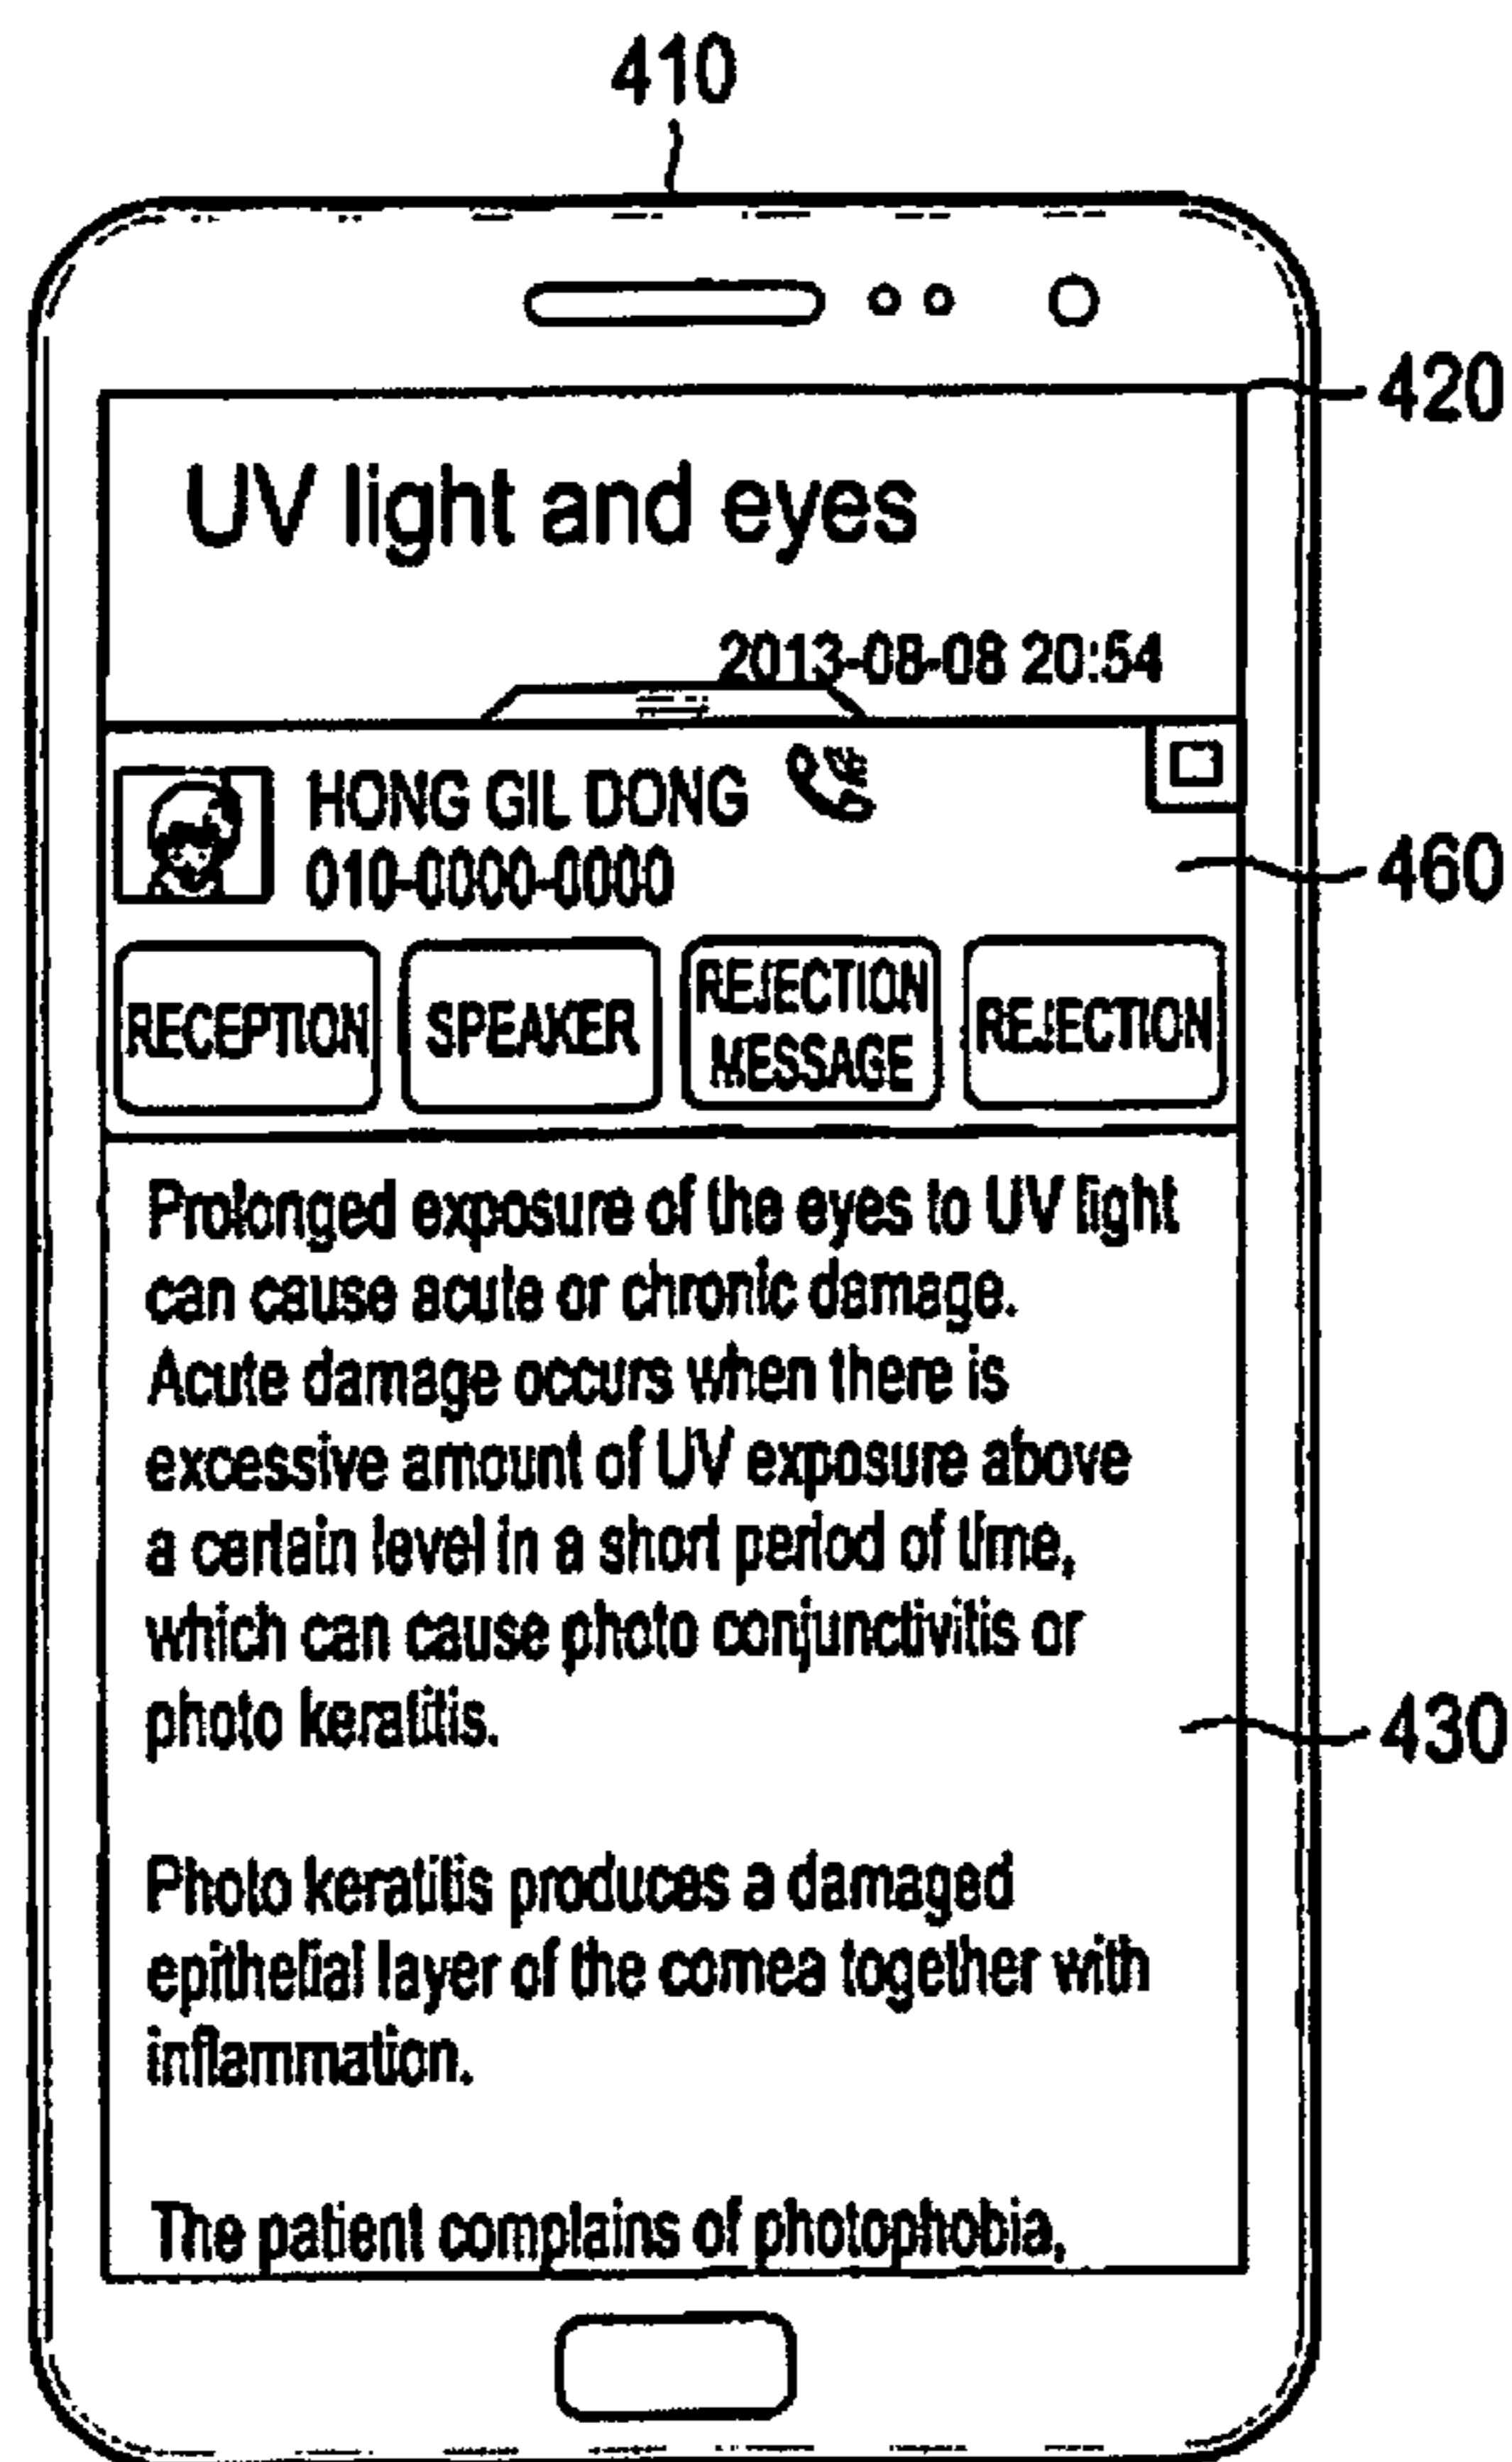 410
420
UV light and eyes
2013-08-08 20:54
HONG GIL DONG
010-0000-0000
460
RECEPTION
SPEAKER
REJECTION
MESSAGE
REJECTION
Prolonged exposure of the eyes to UV light
can cause acute or chronic damage.
Acute damage occurs when there is
excessive amount of UV exposure above
a certain level in a short period of time,
which can cause photo conjunctivitis or
photo keratitis.
430
Photo keratitis produces a damaged
epithelial layer of the cornea together with
inflammation.
The patient complains of photophobia,